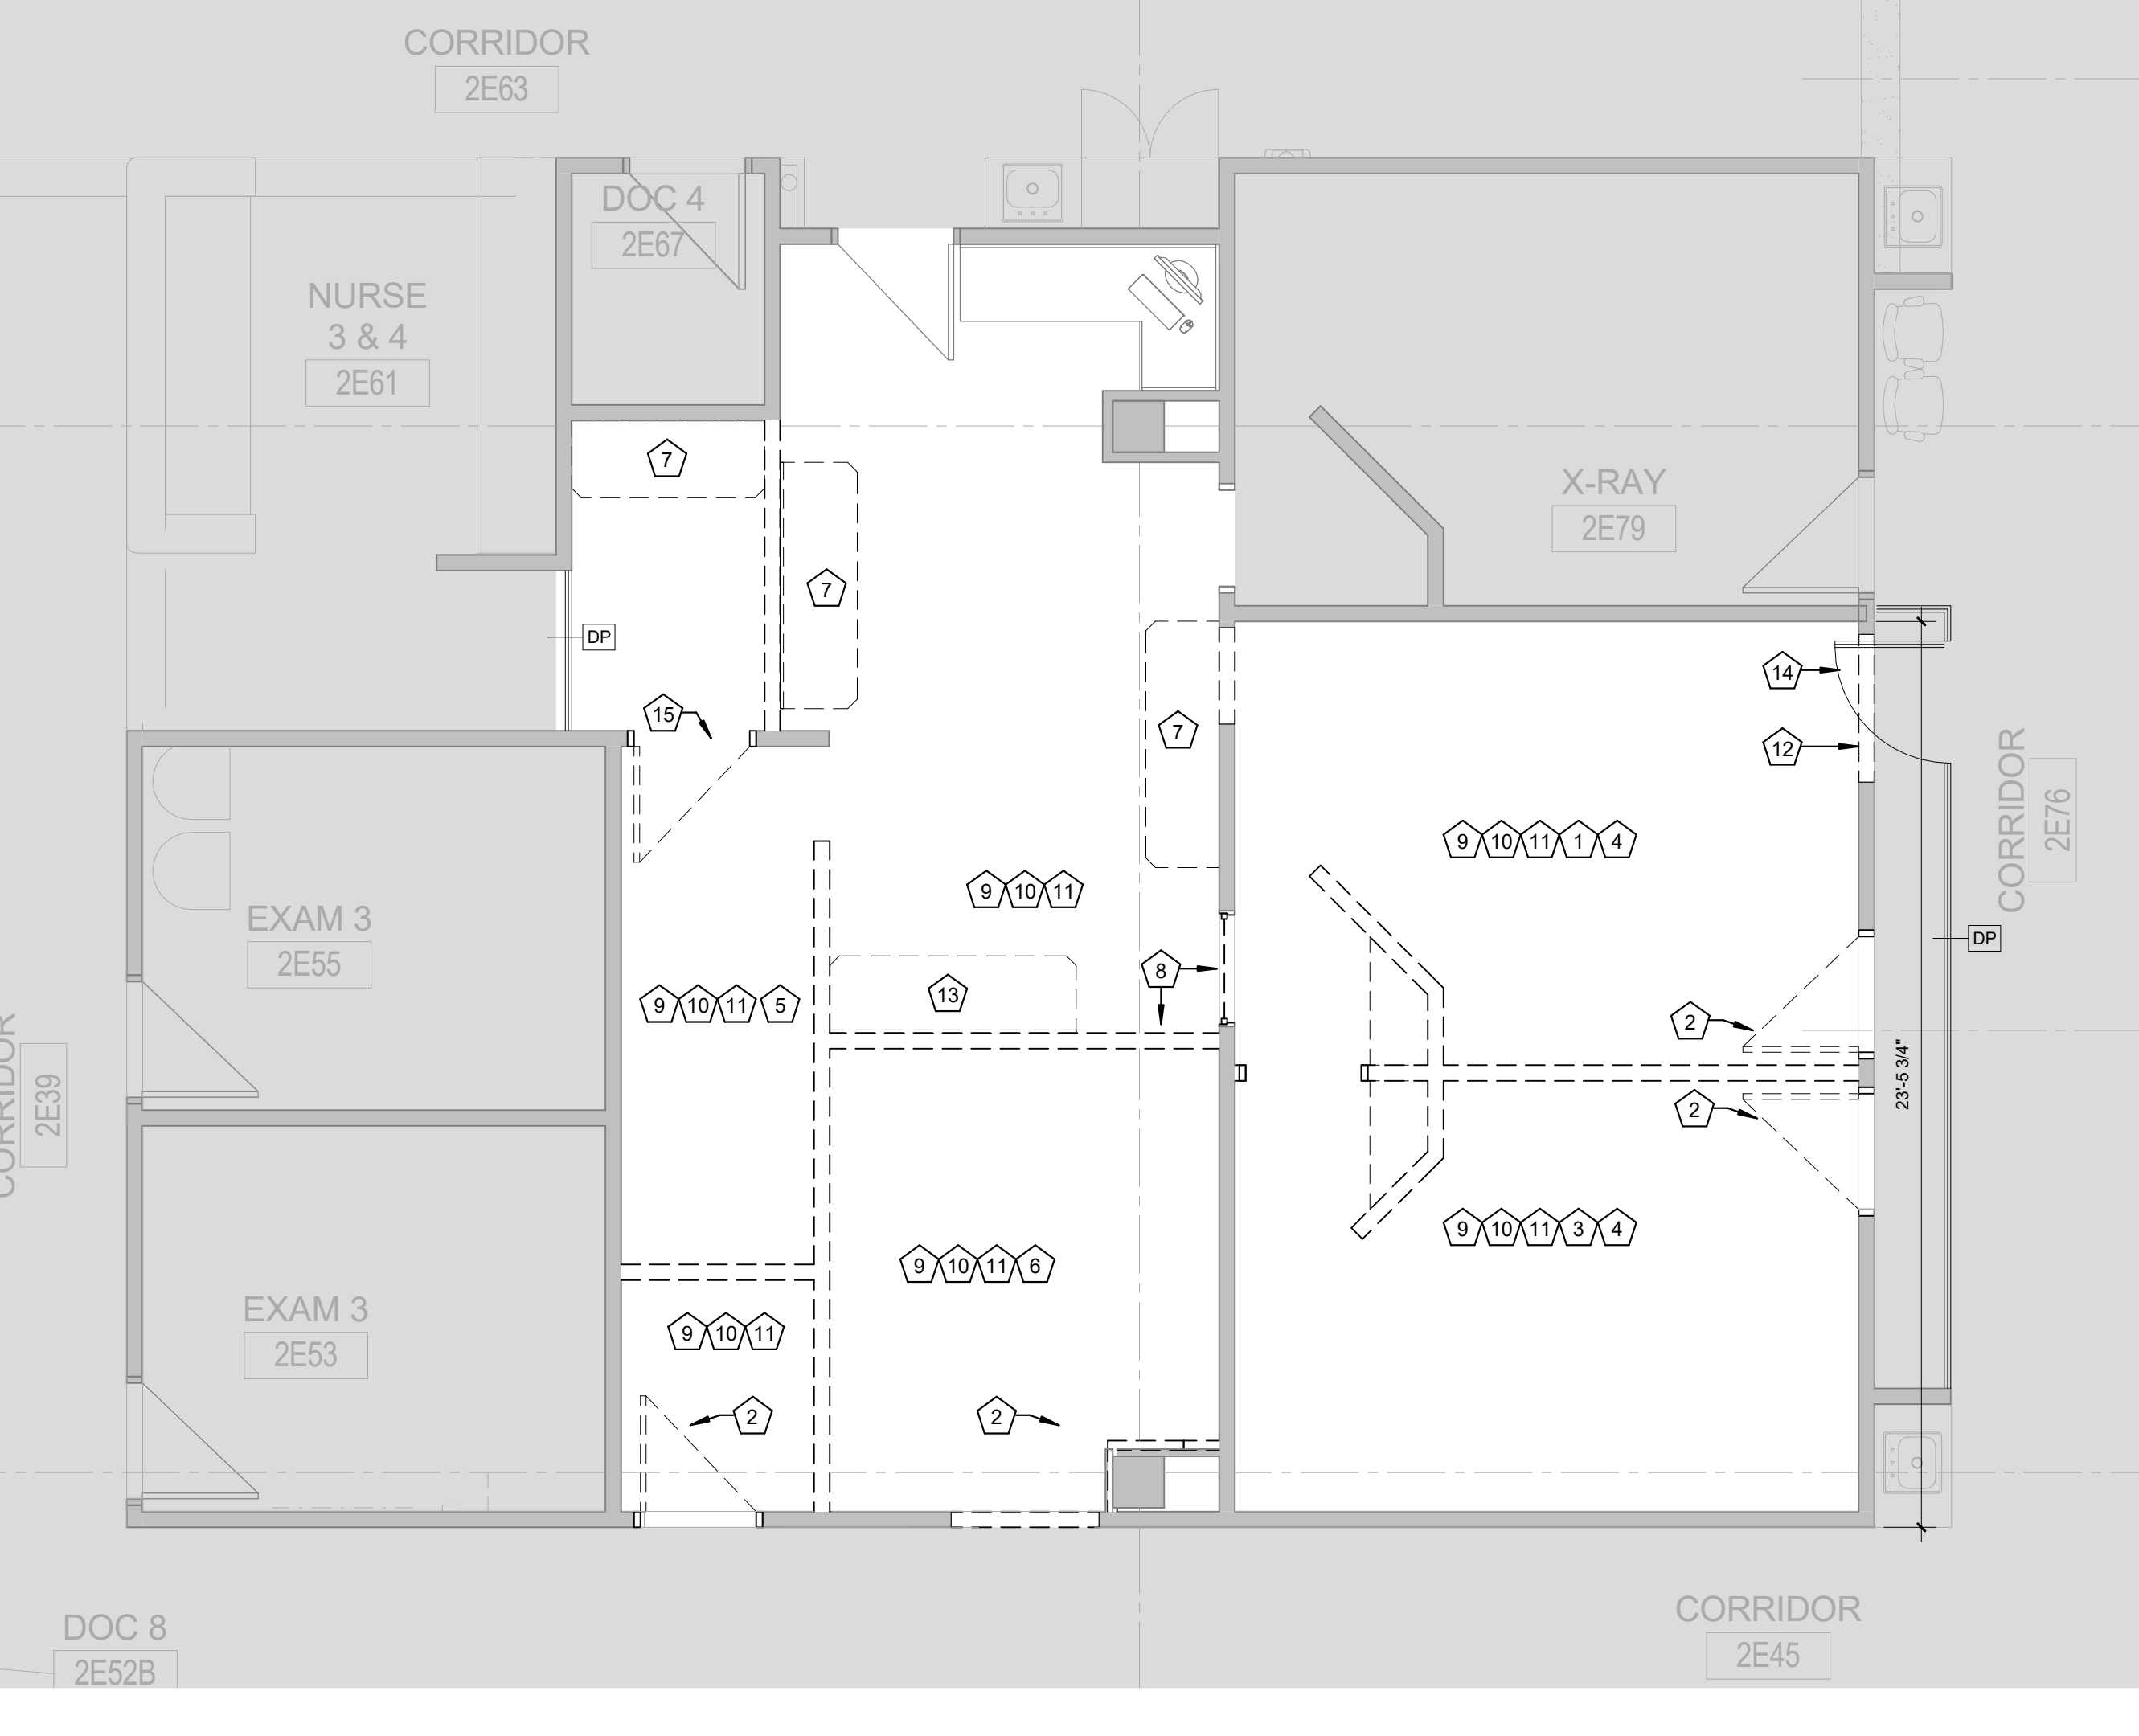 CORRIDOR
2E63
DOC 4
2E67
NURSE
3 & 4
2E61
7
X-RAY
2E79
7
DP
14
15
7
12
CORRIDOR
2E76
9 10 11 1 4
9 10 11
EXAM 3
2E55
DP
8
13
9 10 11 5
2
23'-5 3/4"
CORRIDOR
2E39
2
9 10 11 3 4
9 10 11 6
EXAM 3
2E53
9 10 11
2
2
CORRIDOR
2E45
DOC 8
2E52B